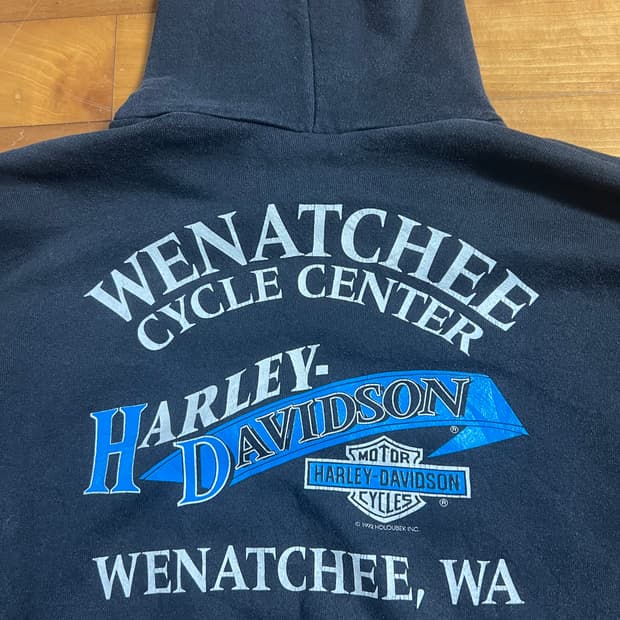 WENATCHEE
CYCLE CENTER
HARLEY-
DAVIDSON ®
MOTOR
HARLEY-DAVIDSON
CYCLES ®
© 1992 HOLOUBEK INC.
WENATCHEE, WA